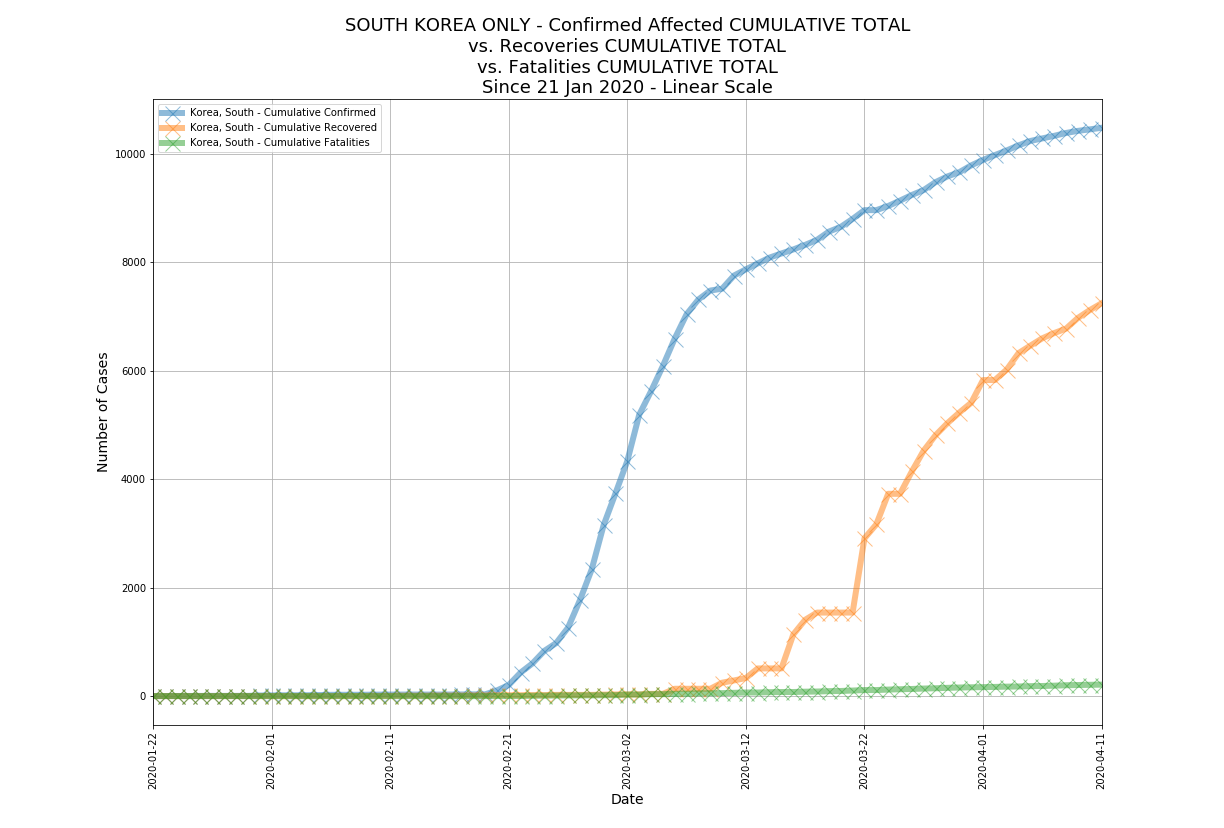 SOUTH KOREA ONLY - Confirmed Affected CUMULATIVE TOTAL
vs. Recoveries CUMULATIVE TOTAL
vs. Fatalities CUMULATIVE TOTAL
Since 21 Jan 2020 - Linear Scale
Korea, South - Cumulative Confirmed
Korea, South - Cumulative Recovered
Korea, South - Cumulative Fatalities
Number of Cases
10000
8000
6000
4000
2000
0
2020-01-22
2020-02-01
2020-02-11
2020-02-21
2020-03-02
2020-03-12
2020-03-22
2020-04-01
2020-04-11
Date